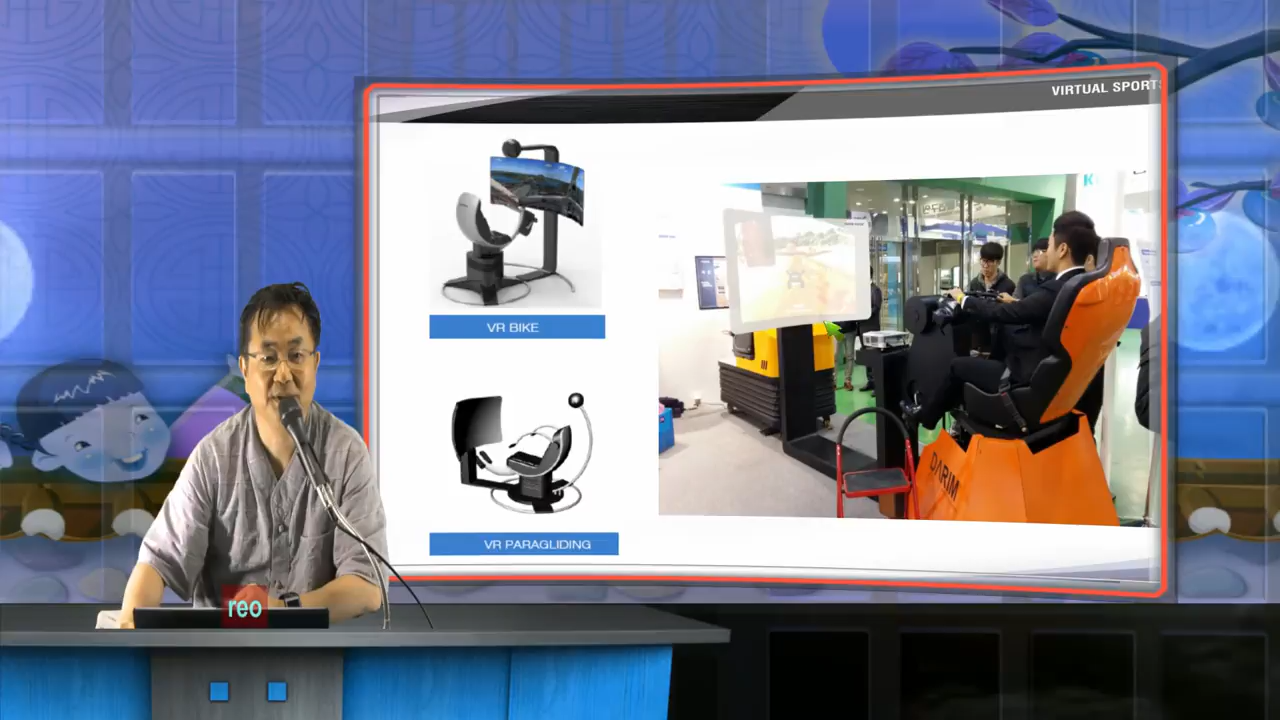 VIRTUAL SPORTS
VR BIKE
VR PARAGLIDING
DARIM
reo